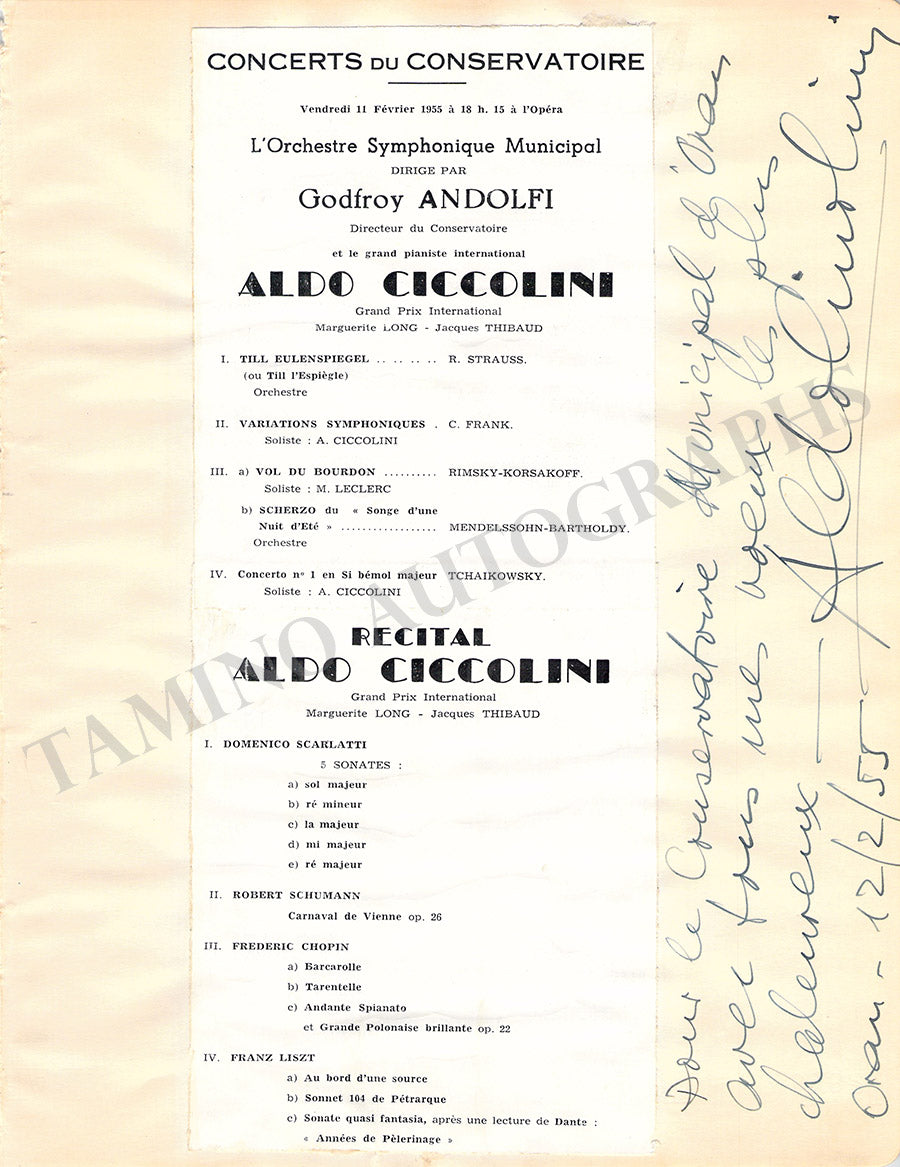 CONCERTS DU CONSERVATOIRE
Vendredi 11 Février 1955 à 18 h. 15 à l'Opéra
L'Orchestre Symphonique Municipal
DIRIGE PAR
Godfroy ANDOLFI
Directeur du Conservatoire
et le grand pianiste international
ALDO CICCOLINI
Grand Prix International
Marguerite LONG - Jacques THIBAUD
I. TILL EULENSPIEGEL .. .. .. .. R. STRAUSS.
(ou Till l'Espiègle)
Orchestre
II. VARIATIONS SYMPHONIQUES . C. FRANK.
Soliste : A. CICCOLINI
III. a) VOL DU BOURDON .......... RIMSKY-KORSAKOFF.
Soliste : M. LECLERC
b) SCHERZO du « Songe d'une
Nuit d'Eté » .................. MENDELSSOHN-BARTHOLDY.
Orchestre
IV. Concerto n° 1 en Si bémol majeur TCHAIKOWSKY.
Soliste : A. CICCOLINI
RECITAL
ALDO CICCOLINI
Grand Prix International
Marguerite LONG - Jacques THIBAUD
I. DOMENICO SCARLATTI
5 SONATES :
a) sol majeur
b) ré mineur
c) la majeur
d) mi majeur
e) ré majeur
II. ROBERT SCHUMANN
Carnaval de Vienne op. 26
III. FREDERIC CHOPIN
a) Barcarolle
b) Tarentelle
c) Andante Spianato
et Grande Polonaise brillante op. 22
IV. FRANZ LISZT
a) Au bord d'une source
b) Sonnet 104 de Pétrarque
c) Sonate quasi fantasia, après une lecture de Dante :
« Années de Pèlerinage »
Pour le Conservatoire Municipal d'Oran
avec tous mes voeux les plus
chaleureux — Aldo Ciccolini
Oran - 12/2/55
TAMINO AUTOGRAPHS